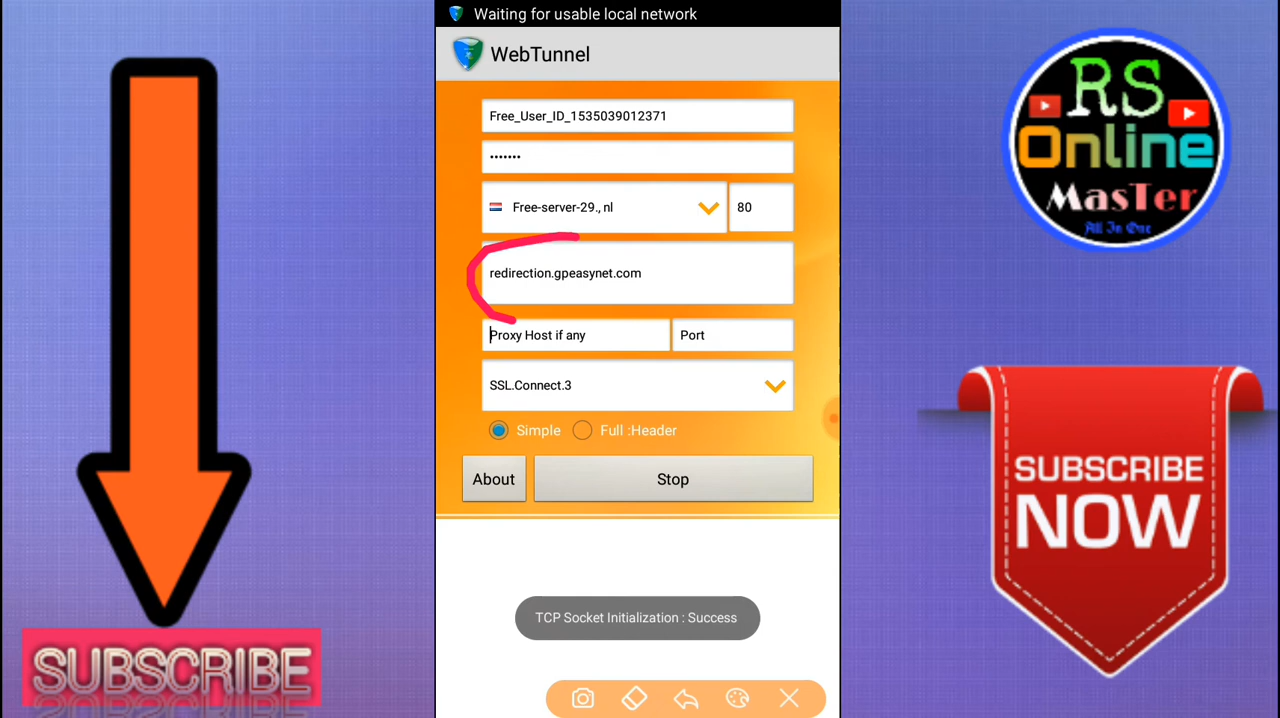 Waiting for usable local network
WebTunnel
Free_User_ID_1535039012371
•••••••
Free-server-29., nl
80
redirection.gpeasynet.com
Proxy Host if any
Port
SSL.Connect.3
Simple
Full :Header
About
Stop
TCP Socket Initialization : Success
SUBSCRIBE
RS
Online
MasTer
All In One
SUBSCRIBE
NOW